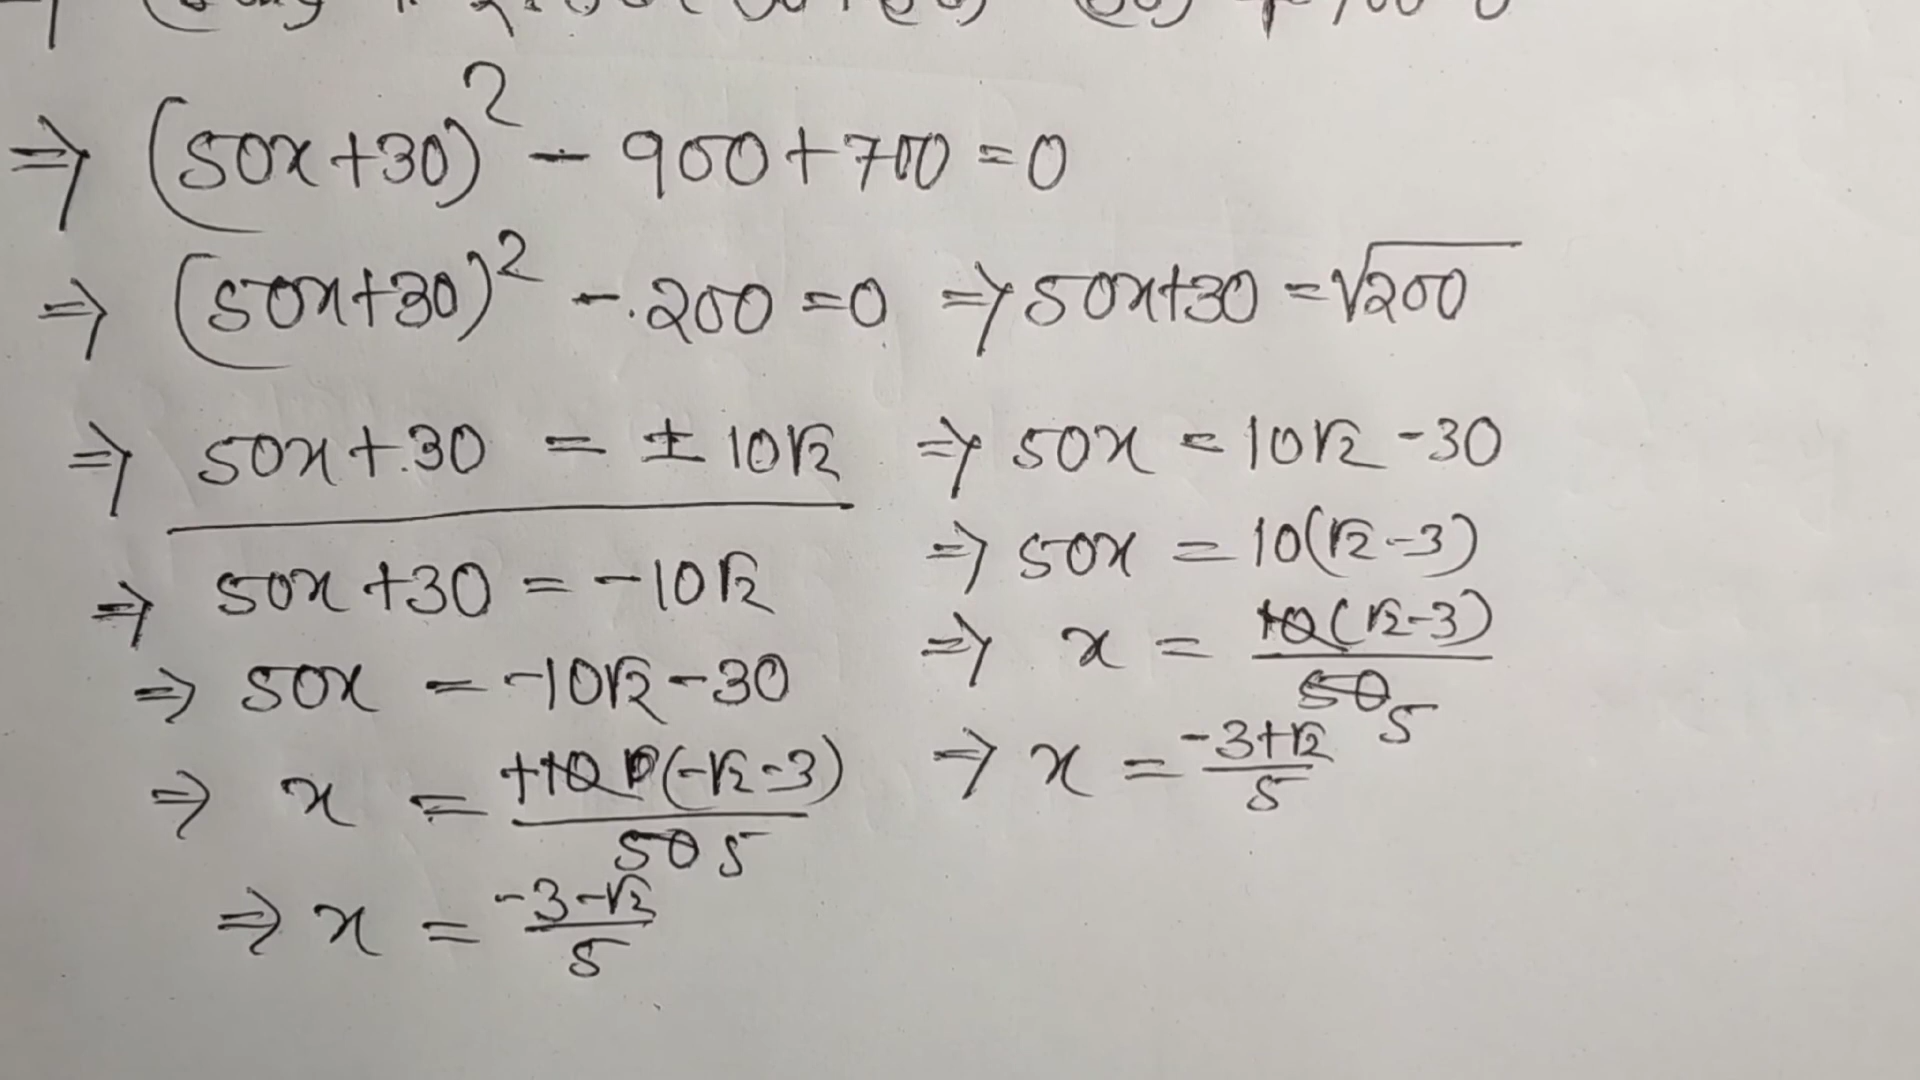 ⇒ (50x+30)² - 900+700=0
⇒ (50x+30)² - 200 =0 ⇒ 50x+30 =√200
⇒ 50x+30 = ± 10√2
⇒ 50x+30 = -10√2
⇒ 50x = -10√2-30
⇒ x = 10(-√2-3)/50 5
⇒ x = -3-√2/5
⇒ 50x = 10√2 -30
⇒ 50x = 10(√2-3)
⇒ x = 10(√2-3)/50 5
⇒ x = -3+√2/5